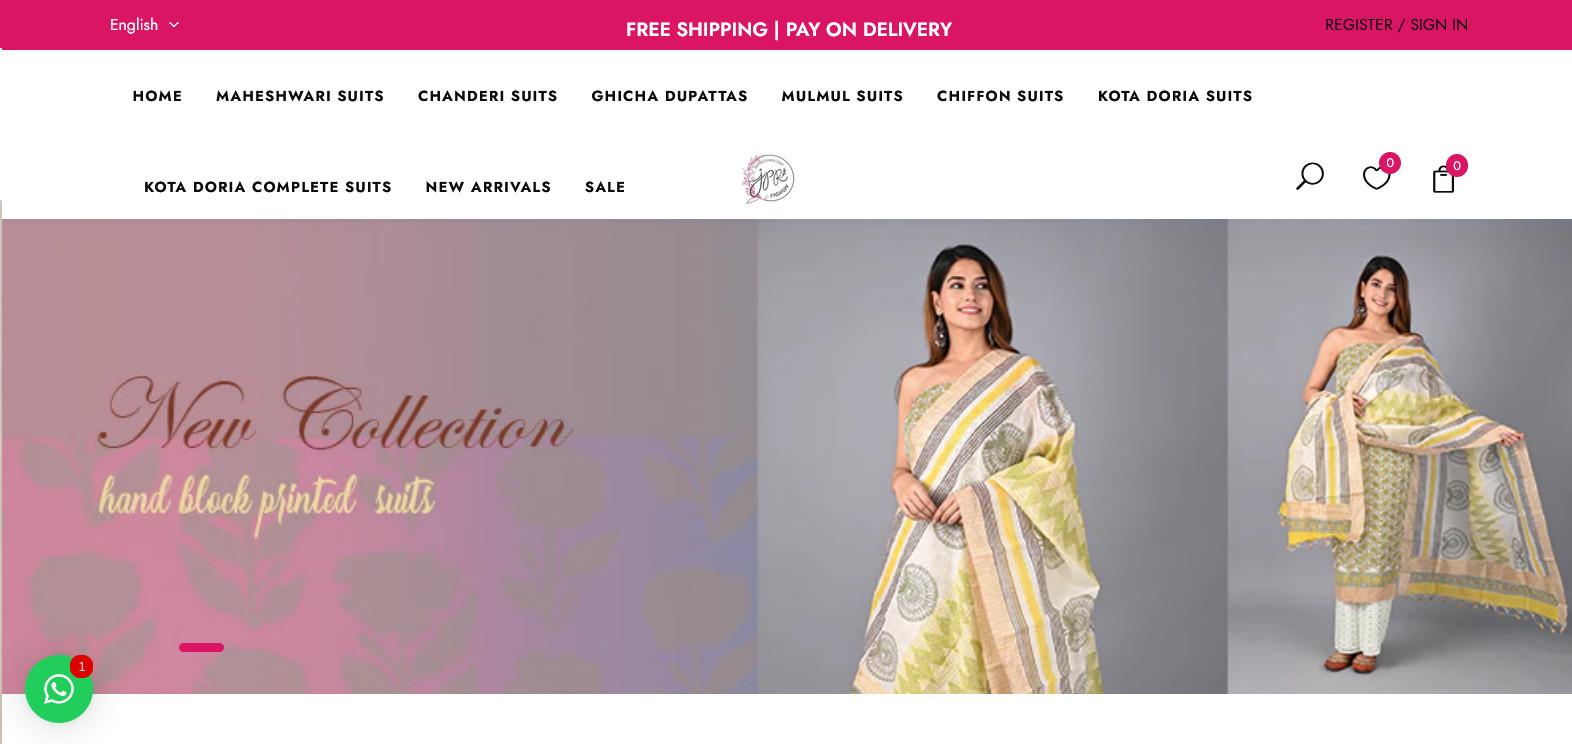 English
FREE SHIPPING | PAY ON DELIVERY
REGISTER / SIGN IN
HOME MAHESHWARI SUITS CHANDERI SUITS GHICHA DUPATTAS MULMUL SUITS CHIFFON SUITS KOTA DORIA SUITS
KOTA DORIA COMPLETE SUITS NEW ARRIVALS SALE
JPR
FASHION
0
0
New Collection
hand block printed suits
1